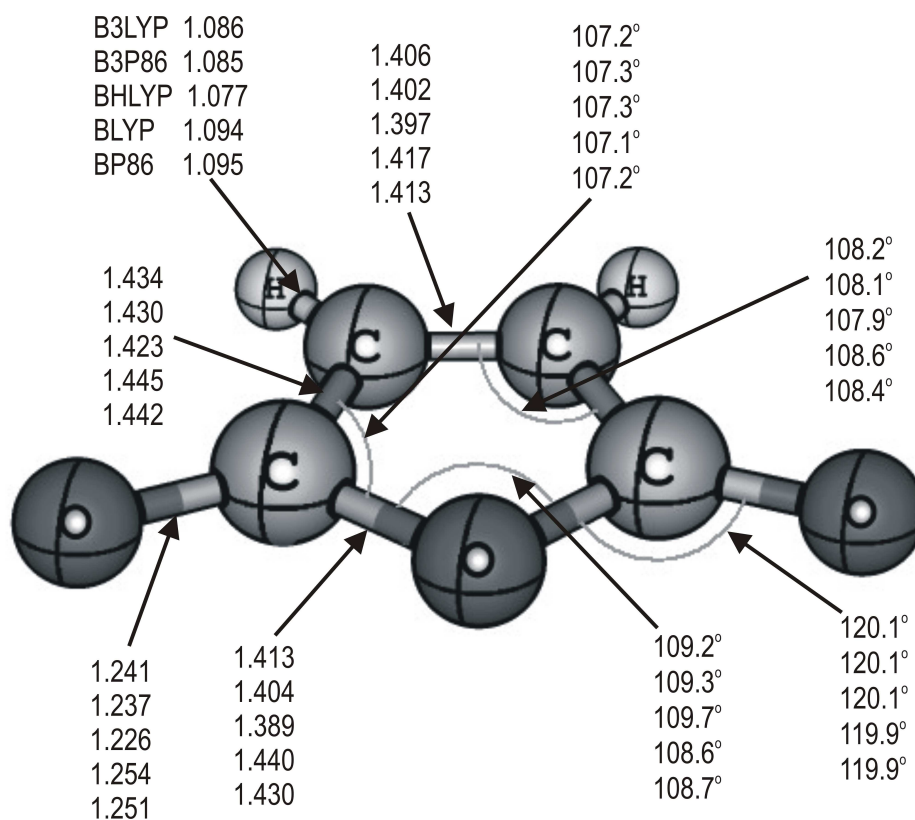 B3LYP 1.086
B3P86 1.085
BHLYP 1.077
BLYP 1.094
BP86 1.095
1.406
1.402
1.397
1.417
1.413
107.2°
107.3°
107.3°
107.1°
107.2°
108.2°
108.1°
107.9°
108.6°
108.4°
1.434
1.430
1.423
1.445
1.442
H
H
C
C
C
C
O
O
O
1.241
1.237
1.226
1.254
1.251
1.413
1.404
1.389
1.440
1.430
109.2°
109.3°
109.7°
108.6°
108.7°
120.1°
120.1°
120.1°
119.9°
119.9°